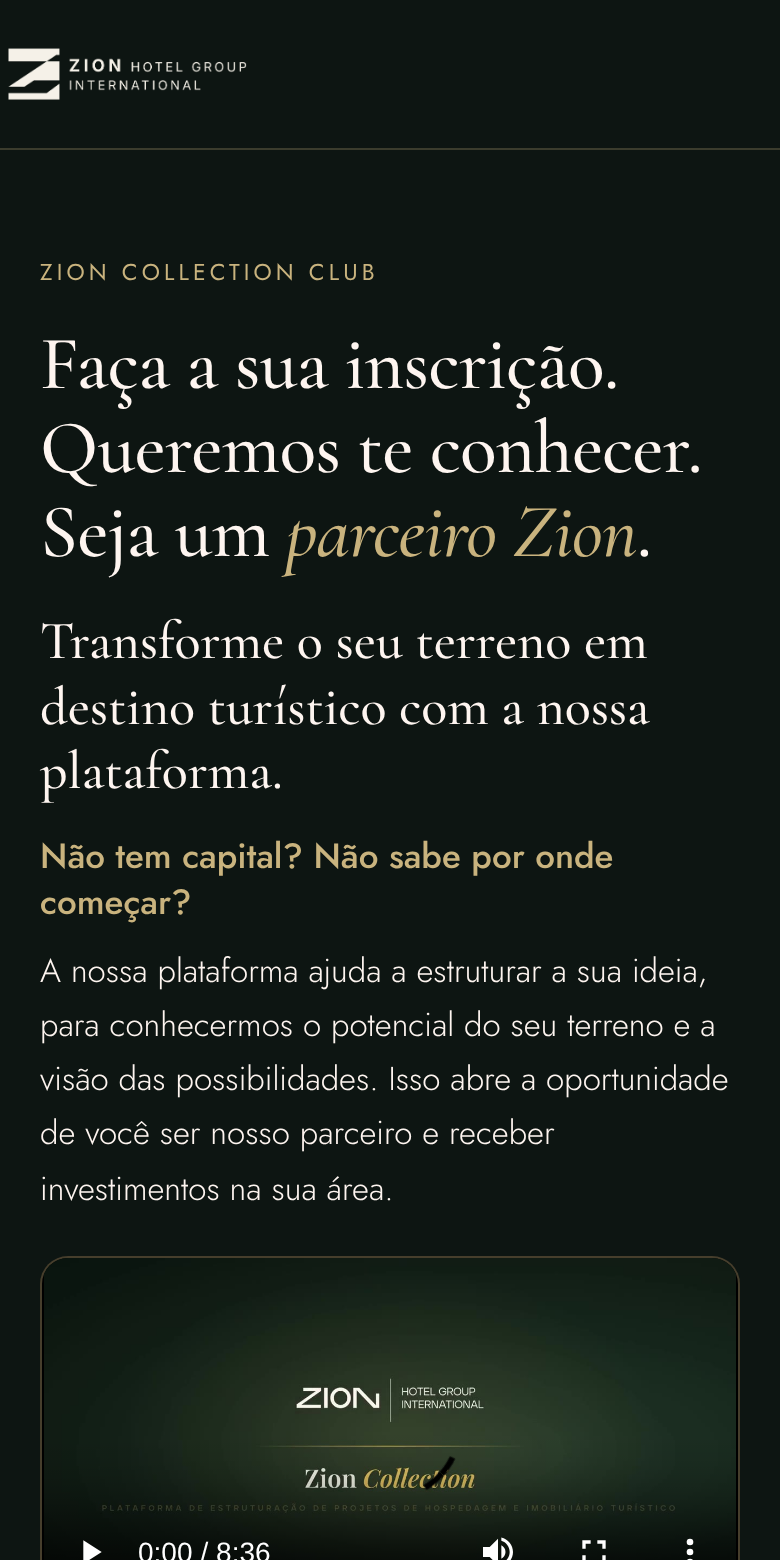 ZION HOTEL GROUP
INTERNATIONAL
ZION COLLECTION CLUB
Faça a sua inscrição.
Queremos te conhecer.
Seja um parceiro Zion.
Transforme o seu terreno em
destino turístico com a nossa
plataforma.
Não tem capital? Não sabe por onde
começar?
A nossa plataforma ajuda a estruturar a sua ideia,
para conhecermos o potencial do seu terreno e a
visão das possibilidades. Isso abre a oportunidade
de você ser nosso parceiro e receber
investimentos na sua área.
ZION HOTEL GROUP
INTERNATIONAL
Zion Collection
PLATAFORMA DE ESTRUTURAÇÃO DE PROJETOS DE HOSPEDAGEM E IMOBILIÁRIO TURÍSTICO
0:00 / 8:36